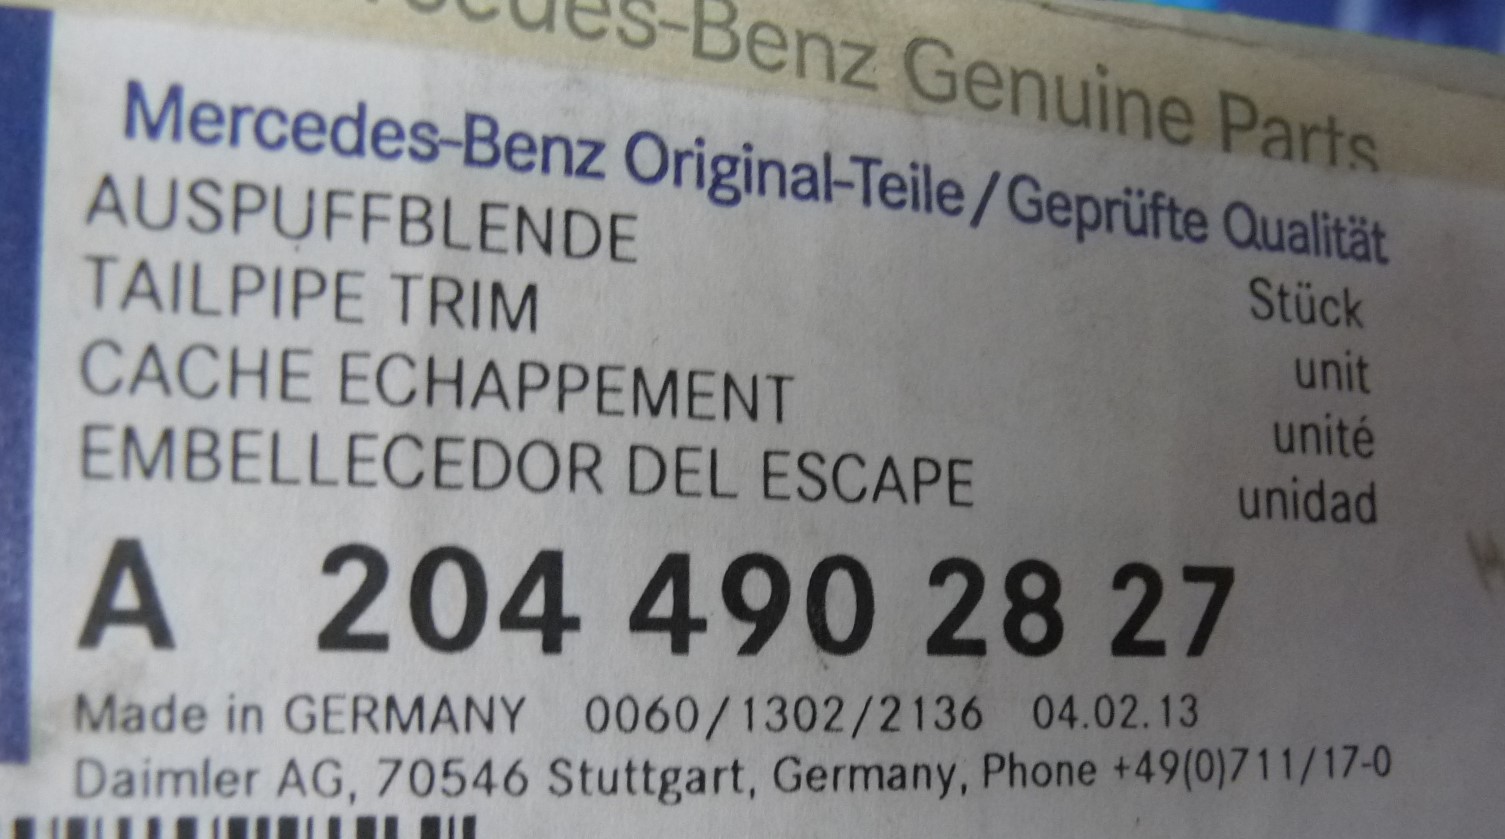 Mercedes-Benz Genuine Parts
Mercedes-Benz Original-Teile/Geprüfte Qualität
AUSPUFFBLENDE
TAILPIPE TRIM
CACHE ECHAPPEMENT
EMBELLECEDOR DEL ESCAPE
Stück
unit
unité
unidad
A 204 490 28 27
Made in GERMANY 0060/1302/2136 04.02.13
Daimler AG, 70546 Stuttgart, Germany, Phone +49(0)711/17-0